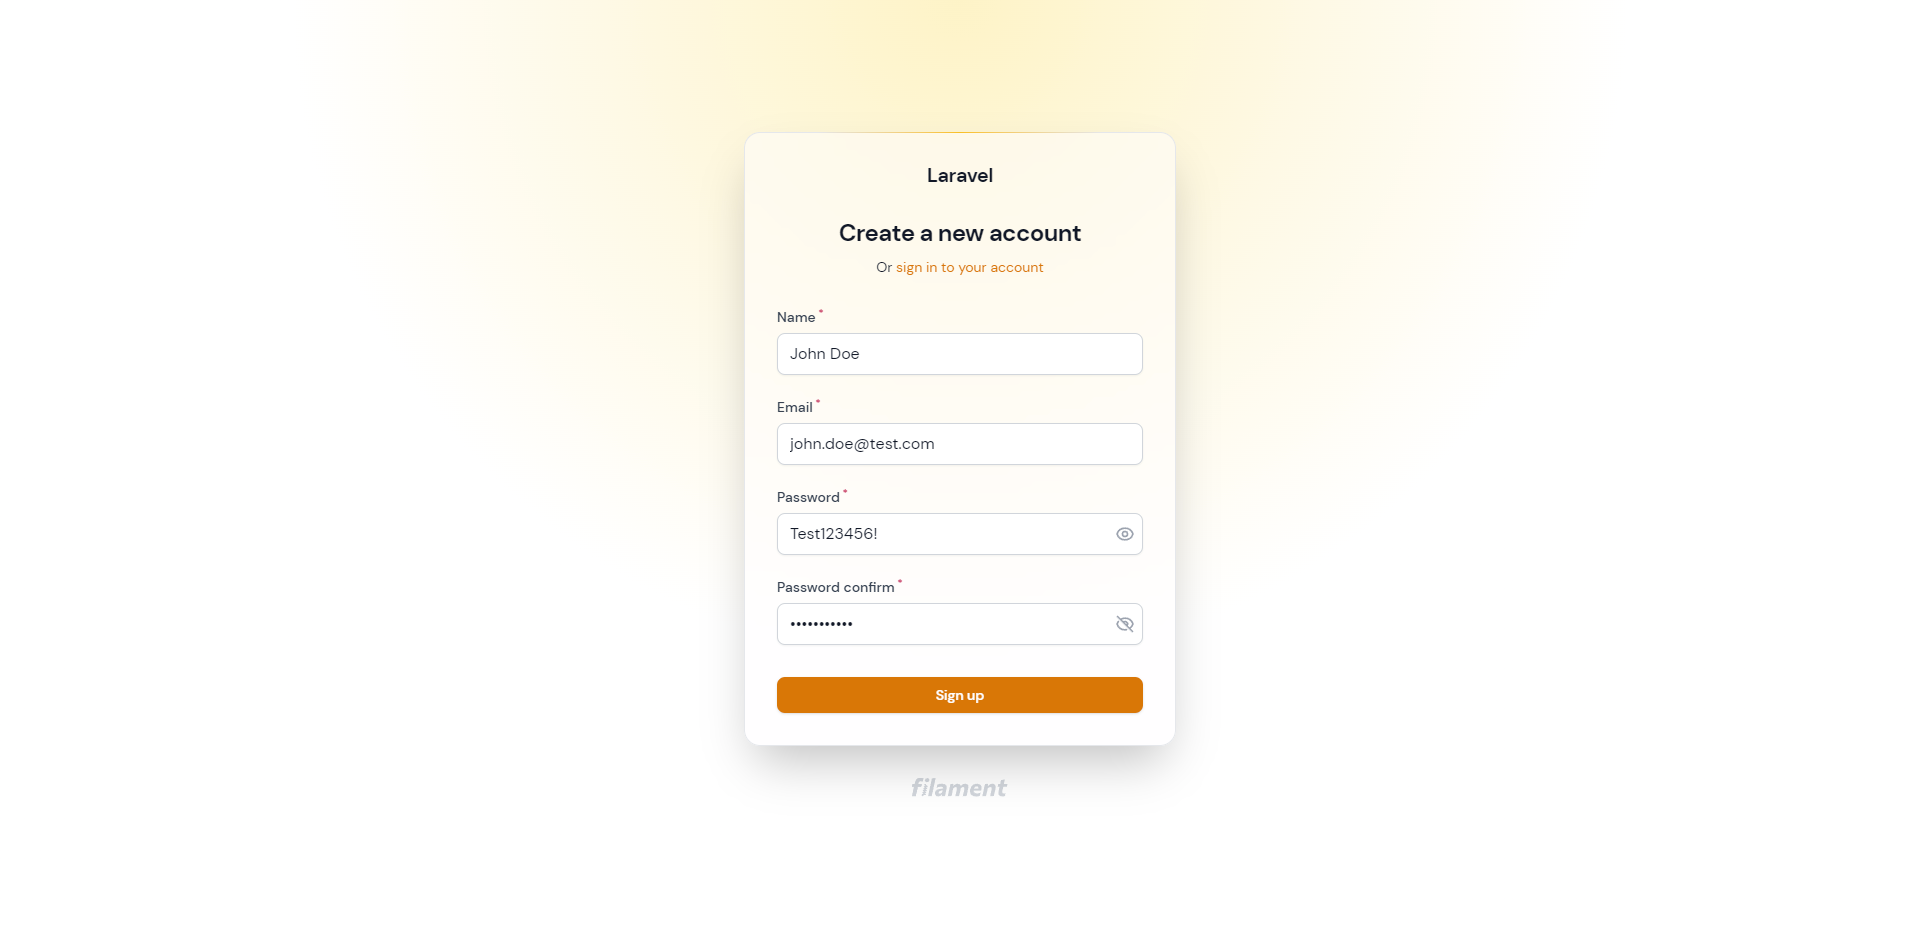 Laravel
Create a new account
Or sign in to your account
Name *
John Doe
Email *
john.doe@test.com
Password *
Test123456!
Password confirm *
•••••••••••
Sign up
filament